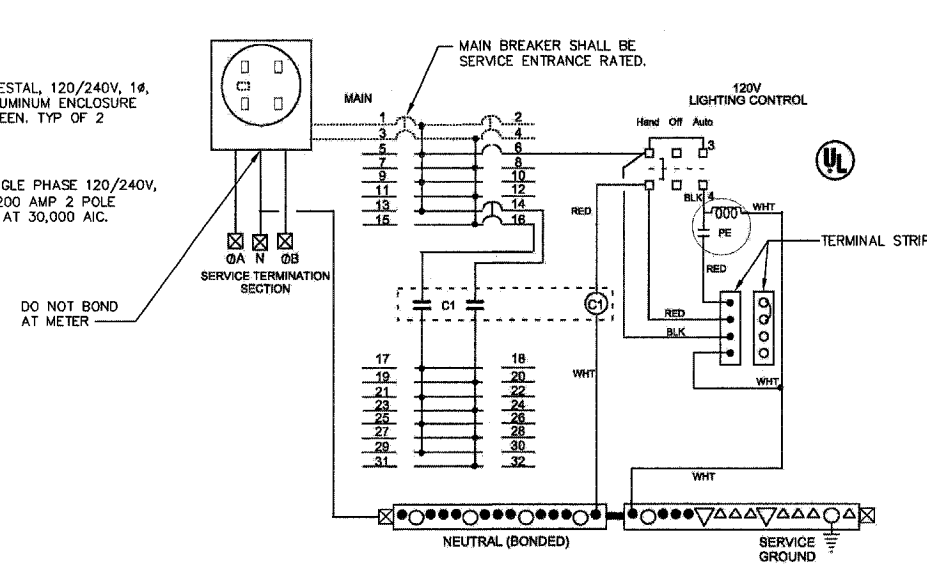 ESTAL, 120/240V, 1ø,
UMINUM ENCLOSURE
EEN. TYP OF 2
GLE PHASE 120/240V,
200 AMP 2 POLE
AT 30,000 AIC.
MAIN BREAKER SHALL BE
SERVICE ENTRANCE RATED.
MAIN
1 2
3 4
5 6
7 8
9 10
11 12
13 14
15 16
120V
LIGHTING CONTROL
Hand Off Auto
3
UL
BLK 4
WHT
RED
PE
TERMINAL STRIP
RED
RED
BLK
WHT
ØA N ØB
SERVICE TERMINATION
SECTION
DO NOT BOND
AT METER
C1
C1
WHT
17 18
19 20
21 22
23 24
25 26
27 28
29 30
31 32
WHT
NEUTRAL (BONDED)
SERVICE
GROUND